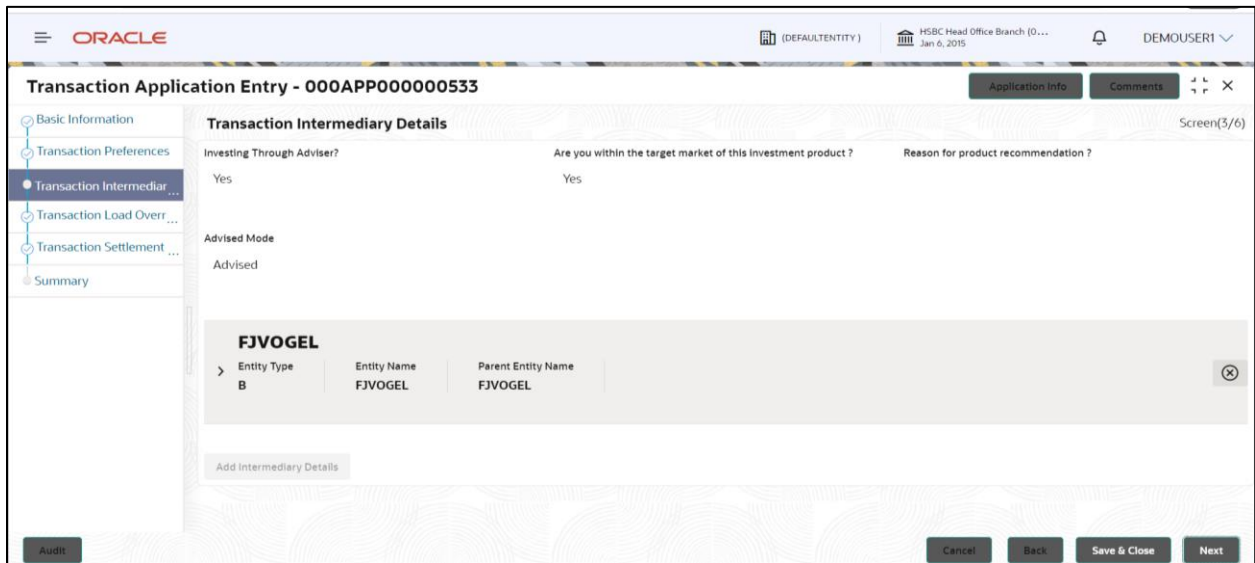 ORACLE
(DEFAULTENTITY)
HSBC Head Office Branch (0...
Jan 6, 2015
DEMOUSER1
Transaction Application Entry - 000APP000000533
Application Info
Comments
Basic Information
Transaction Preferences
Transaction Intermediar ...
Transaction Load Overr ...
Transaction Settlement ...
Summary
Transaction Intermediary Details
Screen(3/6)
Investing Through Adviser?
Are you within the target market of this investment product ?
Reason for product recommendation ?
Yes
Yes
Advised Mode
Advised
FJVOGEL
Entity Type
Entity Name
Parent Entity Name
B
FJVOGEL
FJVOGEL
Add Intermediary Details
Audit
Cancel
Back
Save & Close
Next